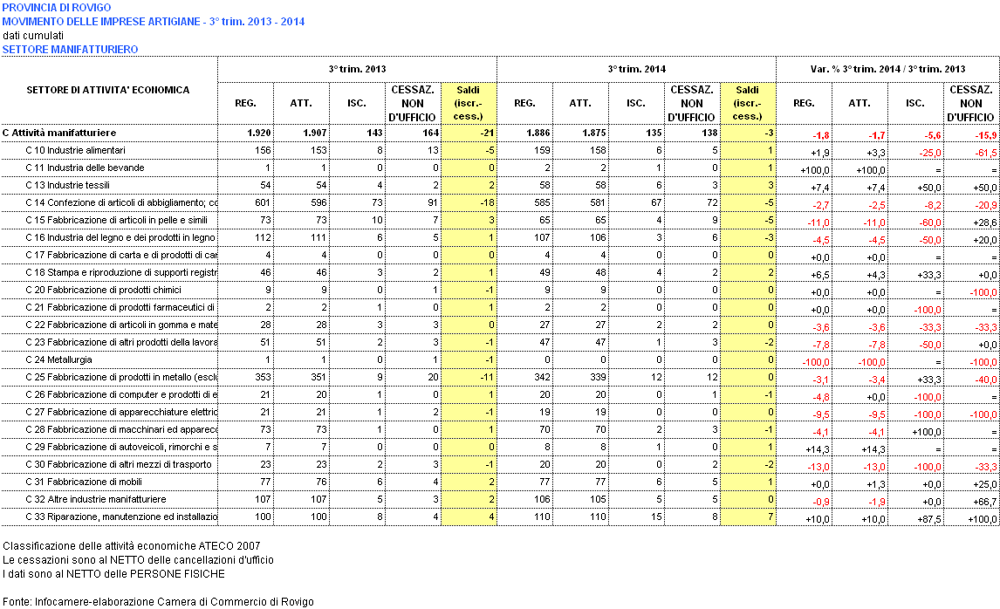 PROVINCIA DI ROVIGO
MOVIMENTO DELLE IMPRESE ARTIGIANE - 3° trim. 2013 - 2014
dati cumulati
SETTORE MANIFATTURIERO
SETTORE DI ATTIVITA' ECONOMICA 3° trim. 2013 3° trim. 2014 Var. % 3° trim. 2014 / 3° trim. 2013
REG. ATT. ISC. CESSAZ. NON D'UFFICIO Saldi (iscr.-cess.) REG. ATT. ISC. CESSAZ. NON D'UFFICIO Saldi (iscr.-cess.) REG. ATT. ISC. CESSAZ. NON D'UFFICIO
C Attività manifatturiere 1.920 1.907 143 164 -21 1.886 1.875 135 138 -3 -1,8 -1,7 -5,6 -15,9
C 10 Industrie alimentari 156 153 8 13 -5 159 158 6 5 1 +1,9 +3,3 -25,0 -61,5
C 11 Industria delle bevande 1 1 0 0 0 2 2 1 0 1 +100,0 +100,0 = =
C 13 Industrie tessili 54 54 4 2 2 58 58 6 3 3 +7,4 +7,4 +50,0 +50,0
C 14 Confezione di articoli di abbigliamento; co 601 596 73 91 -18 585 581 67 72 -5 -2,7 -2,5 -8,2 -20,9
C 15 Fabbricazione di articoli in pelle e simili 73 73 10 7 3 65 65 4 9 -5 -11,0 -11,0 -60,0 +28,6
C 16 Industria del legno e dei prodotti in legno 112 111 6 5 1 107 106 3 6 -3 -4,5 -4,5 -50,0 +20,0
C 17 Fabbricazione di carta e di prodotti di car 4 4 0 0 0 4 4 0 0 0 +0,0 +0,0 = =
C 18 Stampa e riproduzione di supporti registr 46 46 3 2 1 49 48 4 2 2 +6,5 +4,3 +33,3 +0,0
C 20 Fabbricazione di prodotti chimici 9 9 0 1 -1 9 9 0 0 0 +0,0 +0,0 = -100,0
C 21 Fabbricazione di prodotti farmaceutici di 2 2 1 0 1 2 2 0 0 0 +0,0 +0,0 -100,0 =
C 22 Fabbricazione di articoli in gomma e mate 28 28 3 3 0 27 27 2 2 0 -3,6 -3,6 -33,3 -33,3
C 23 Fabbricazione di altri prodotti della lavora 51 51 2 3 -1 47 47 1 3 -2 -7,8 -7,8 -50,0 +0,0
C 24 Metallurgia 1 1 0 1 -1 0 0 0 0 0 -100,0 -100,0 = -100,0
C 25 Fabbricazione di prodotti in metallo (esclu 353 351 9 20 -11 342 339 12 12 0 -3,1 -3,4 +33,3 -40,0
C 26 Fabbricazione di computer e prodotti di e 21 20 1 0 1 20 20 0 1 -1 -4,8 +0,0 -100,0 =
C 27 Fabbricazione di apparecchiature elettric 21 21 1 2 -1 19 19 0 0 0 -9,5 -9,5 -100,0 -100,0
C 28 Fabbricazione di macchinari ed apparecc 73 73 1 0 1 70 70 2 3 -1 -4,1 -4,1 +100,0 =
C 29 Fabbricazione di autoveicoli, rimorchi e s 7 7 0 0 0 8 8 1 0 1 +14,3 +14,3 = =
C 30 Fabbricazione di altri mezzi di trasporto 23 23 2 3 -1 20 20 0 2 -2 -13,0 -13,0 -100,0 -33,3
C 31 Fabbricazione di mobili 77 76 6 4 2 77 77 6 5 1 +0,0 +1,3 +0,0 +25,0
C 32 Altre industrie manifatturiere 107 107 5 3 2 106 105 5 5 0 -0,9 -1,9 +0,0 +66,7
C 33 Riparazione, manutenzione ed installazio 100 100 8 4 4 110 110 15 8 7 +10,0 +10,0 +87,5 +100,0
Classificazione delle attività economiche ATECO 2007
Le cessazioni sono al NETTO delle cancellazioni d'ufficio
I dati sono al NETTO delle PERSONE FISICHE
Fonte: Infocamere-elaborazione Camera di Commercio di Rovigo